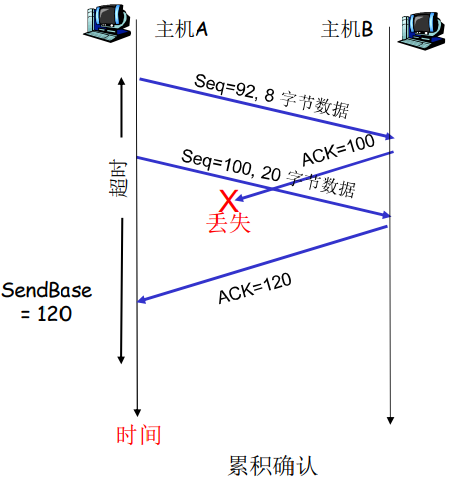 主机A
主机B
Seq=92, 8 字节数据
ACK=100
Seq=100, 20 字节数据
超时
X
丢失
SendBase
= 120
ACK=120
时间
累积确认